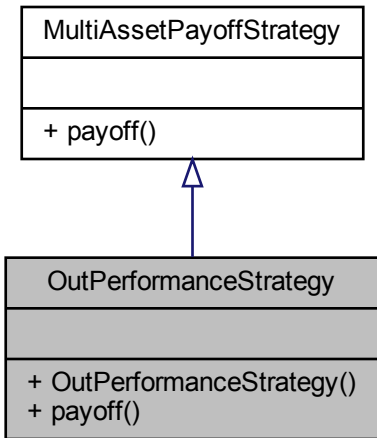 MultiAssetPayoffStrategy
+ payoff()
OutPerformanceStrategy
+ OutPerformanceStrategy()
+ payoff()